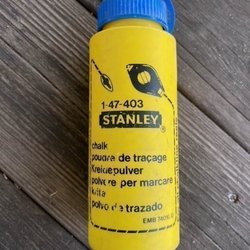 1-47-403
STANLEY
chalk
poudre de traçage
Kreidepulver
polvere per marcare
polvo de trazado